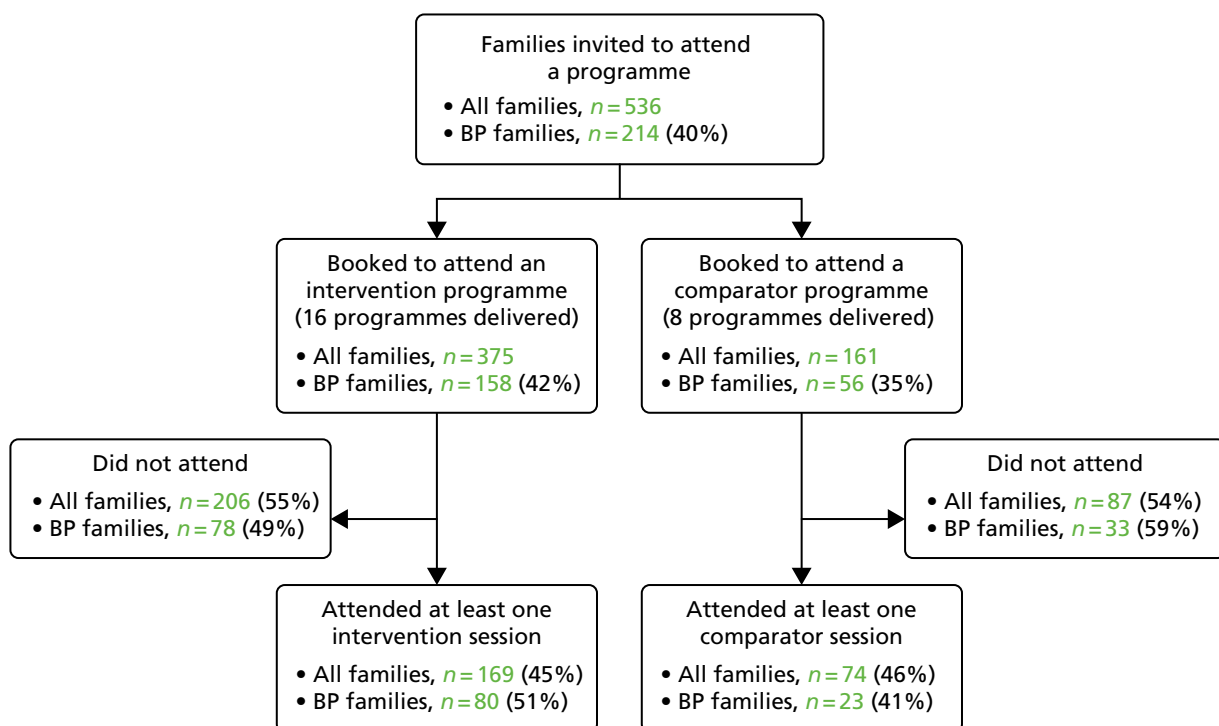 Families invited to attend
a programme
• All families, n = 536
• BP families, n = 214 (40%)
Booked to attend an
intervention programme
(16 programmes delivered)
• All families, n = 375
• BP families, n = 158 (42%)
Booked to attend a
comparator programme
(8 programmes delivered)
• All families, n = 161
• BP families, n = 56 (35%)
Did not attend
• All families, n = 206 (55%)
• BP families, n = 78 (49%)
Did not attend
• All families, n = 87 (54%)
• BP families, n = 33 (59%)
Attended at least one
intervention session
• All families, n = 169 (45%)
• BP families, n = 80 (51%)
Attended at least one
comparator session
• All families, n = 74 (46%)
• BP families, n = 23 (41%)